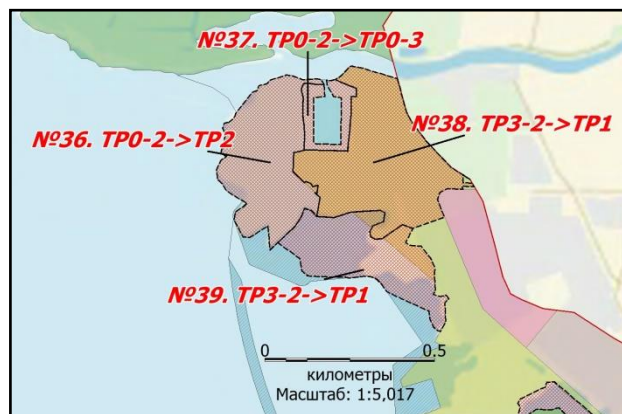 №37. ТР0-2->ТР0-3
№36. ТР0-2->ТР2
№38. ТР3-2->ТР1
№39. ТР3-2->ТР1
0 0.5
километры
Масштаб: 1:5,017